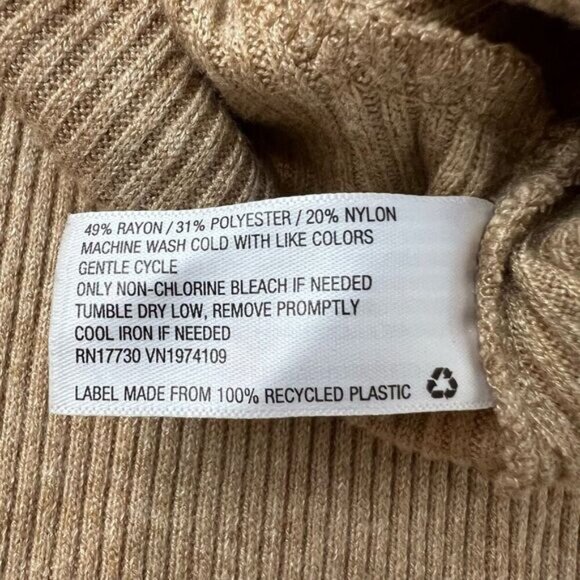 49% RAYON / 31% POLYESTER / 20% NYLON
MACHINE WASH COLD WITH LIKE COLORS
GENTLE CYCLE
ONLY NON-CHLORINE BLEACH IF NEEDED
TUMBLE DRY LOW, REMOVE PROMPTLY
COOL IRON IF NEEDED
RN17730 VN1974109
LABEL MADE FROM 100% RECYCLED PLASTIC